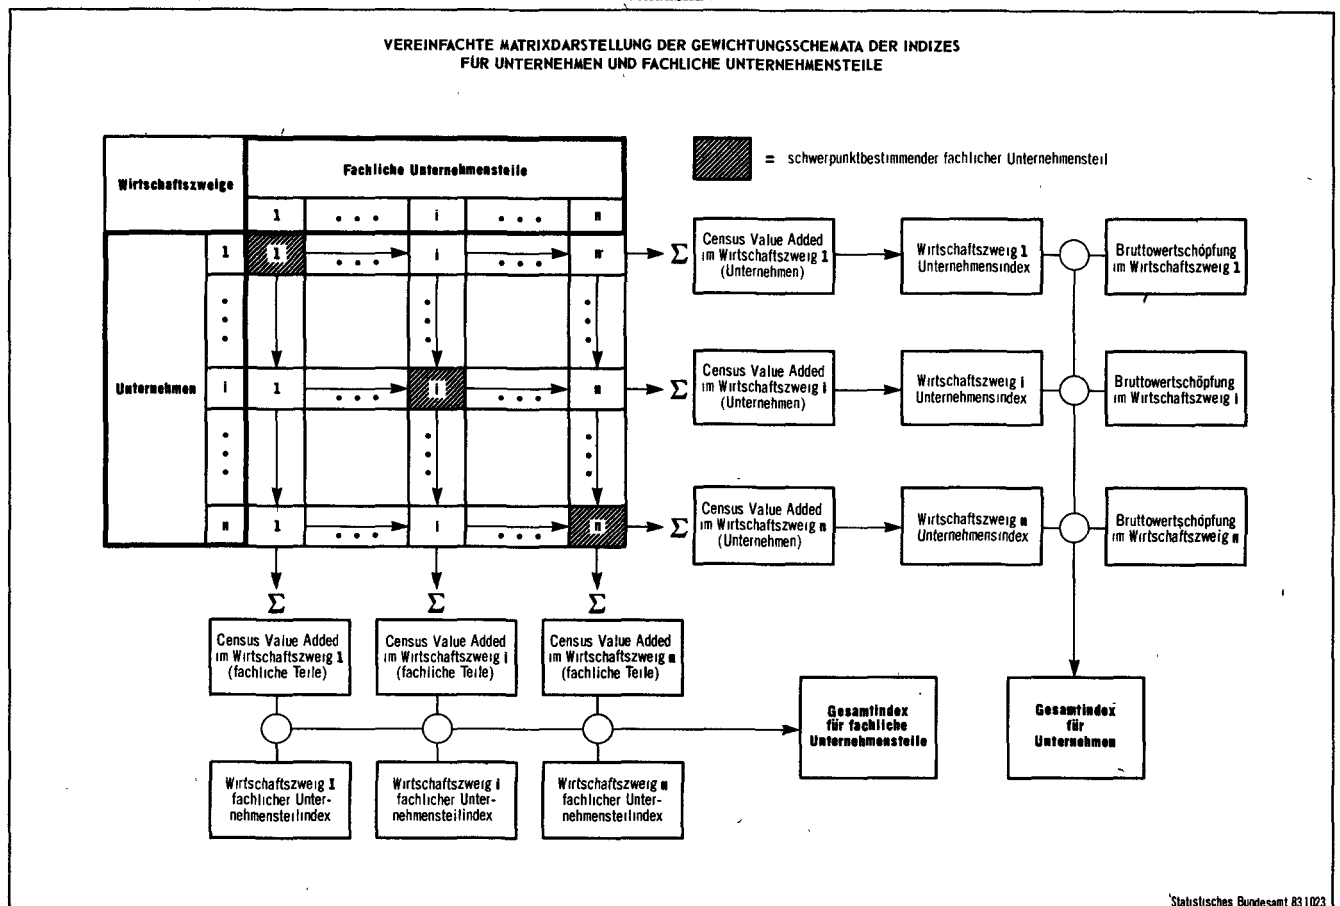 VEREINFACHTE MATRIXDARSTELLUNG DER GEWICHTUNGSSCHEMATA DER INDIZES
FÜR UNTERNEHMEN UND FACHLICHE UNTERNEHMENSTEILE
= schwerpunktbestimmender fachlicher Unternehmensteil
Wirtschaftszweige
Fachliche Unternehmensteile
1 ... i ... n
Unternehmen
1 1 ... i ... n
i 1 ... i ... n
n 1 ... i ... n
Σ
Census Value Added
im Wirtschaftszweig 1
(Unternehmen)
Wirtschaftszweig 1
Unternehmensindex
Bruttowertschöpfung
im Wirtschaftszweig 1
Σ
Census Value Added
im Wirtschaftszweig i
(Unternehmen)
Wirtschaftszweig i
Unternehmensindex
Bruttowertschöpfung
im Wirtschaftszweig i
Σ
Census Value Added
im Wirtschaftszweig n
(Unternehmen)
Wirtschaftszweig n
Unternehmensindex
Bruttowertschöpfung
im Wirtschaftszweig n
Σ Σ Σ
Census Value Added
im Wirtschaftszweig 1
(fachliche Teile)
Census Value Added
im Wirtschaftszweig i
(fachliche Teile)
Census Value Added
im Wirtschaftszweig n
(fachliche Teile)
Gesamtindex
für fachliche
Unternehmensteile
Gesamtindex
für
Unternehmen
Wirtschaftszweig 1
fachlicher Unter-
nehmensteilindex
Wirtschaftszweig i
fachlicher Unter-
nehmensteilindex
Wirtschaftszweig n
fachlicher Unter-
nehmensteilindex
Statistisches Bundesamt 831023